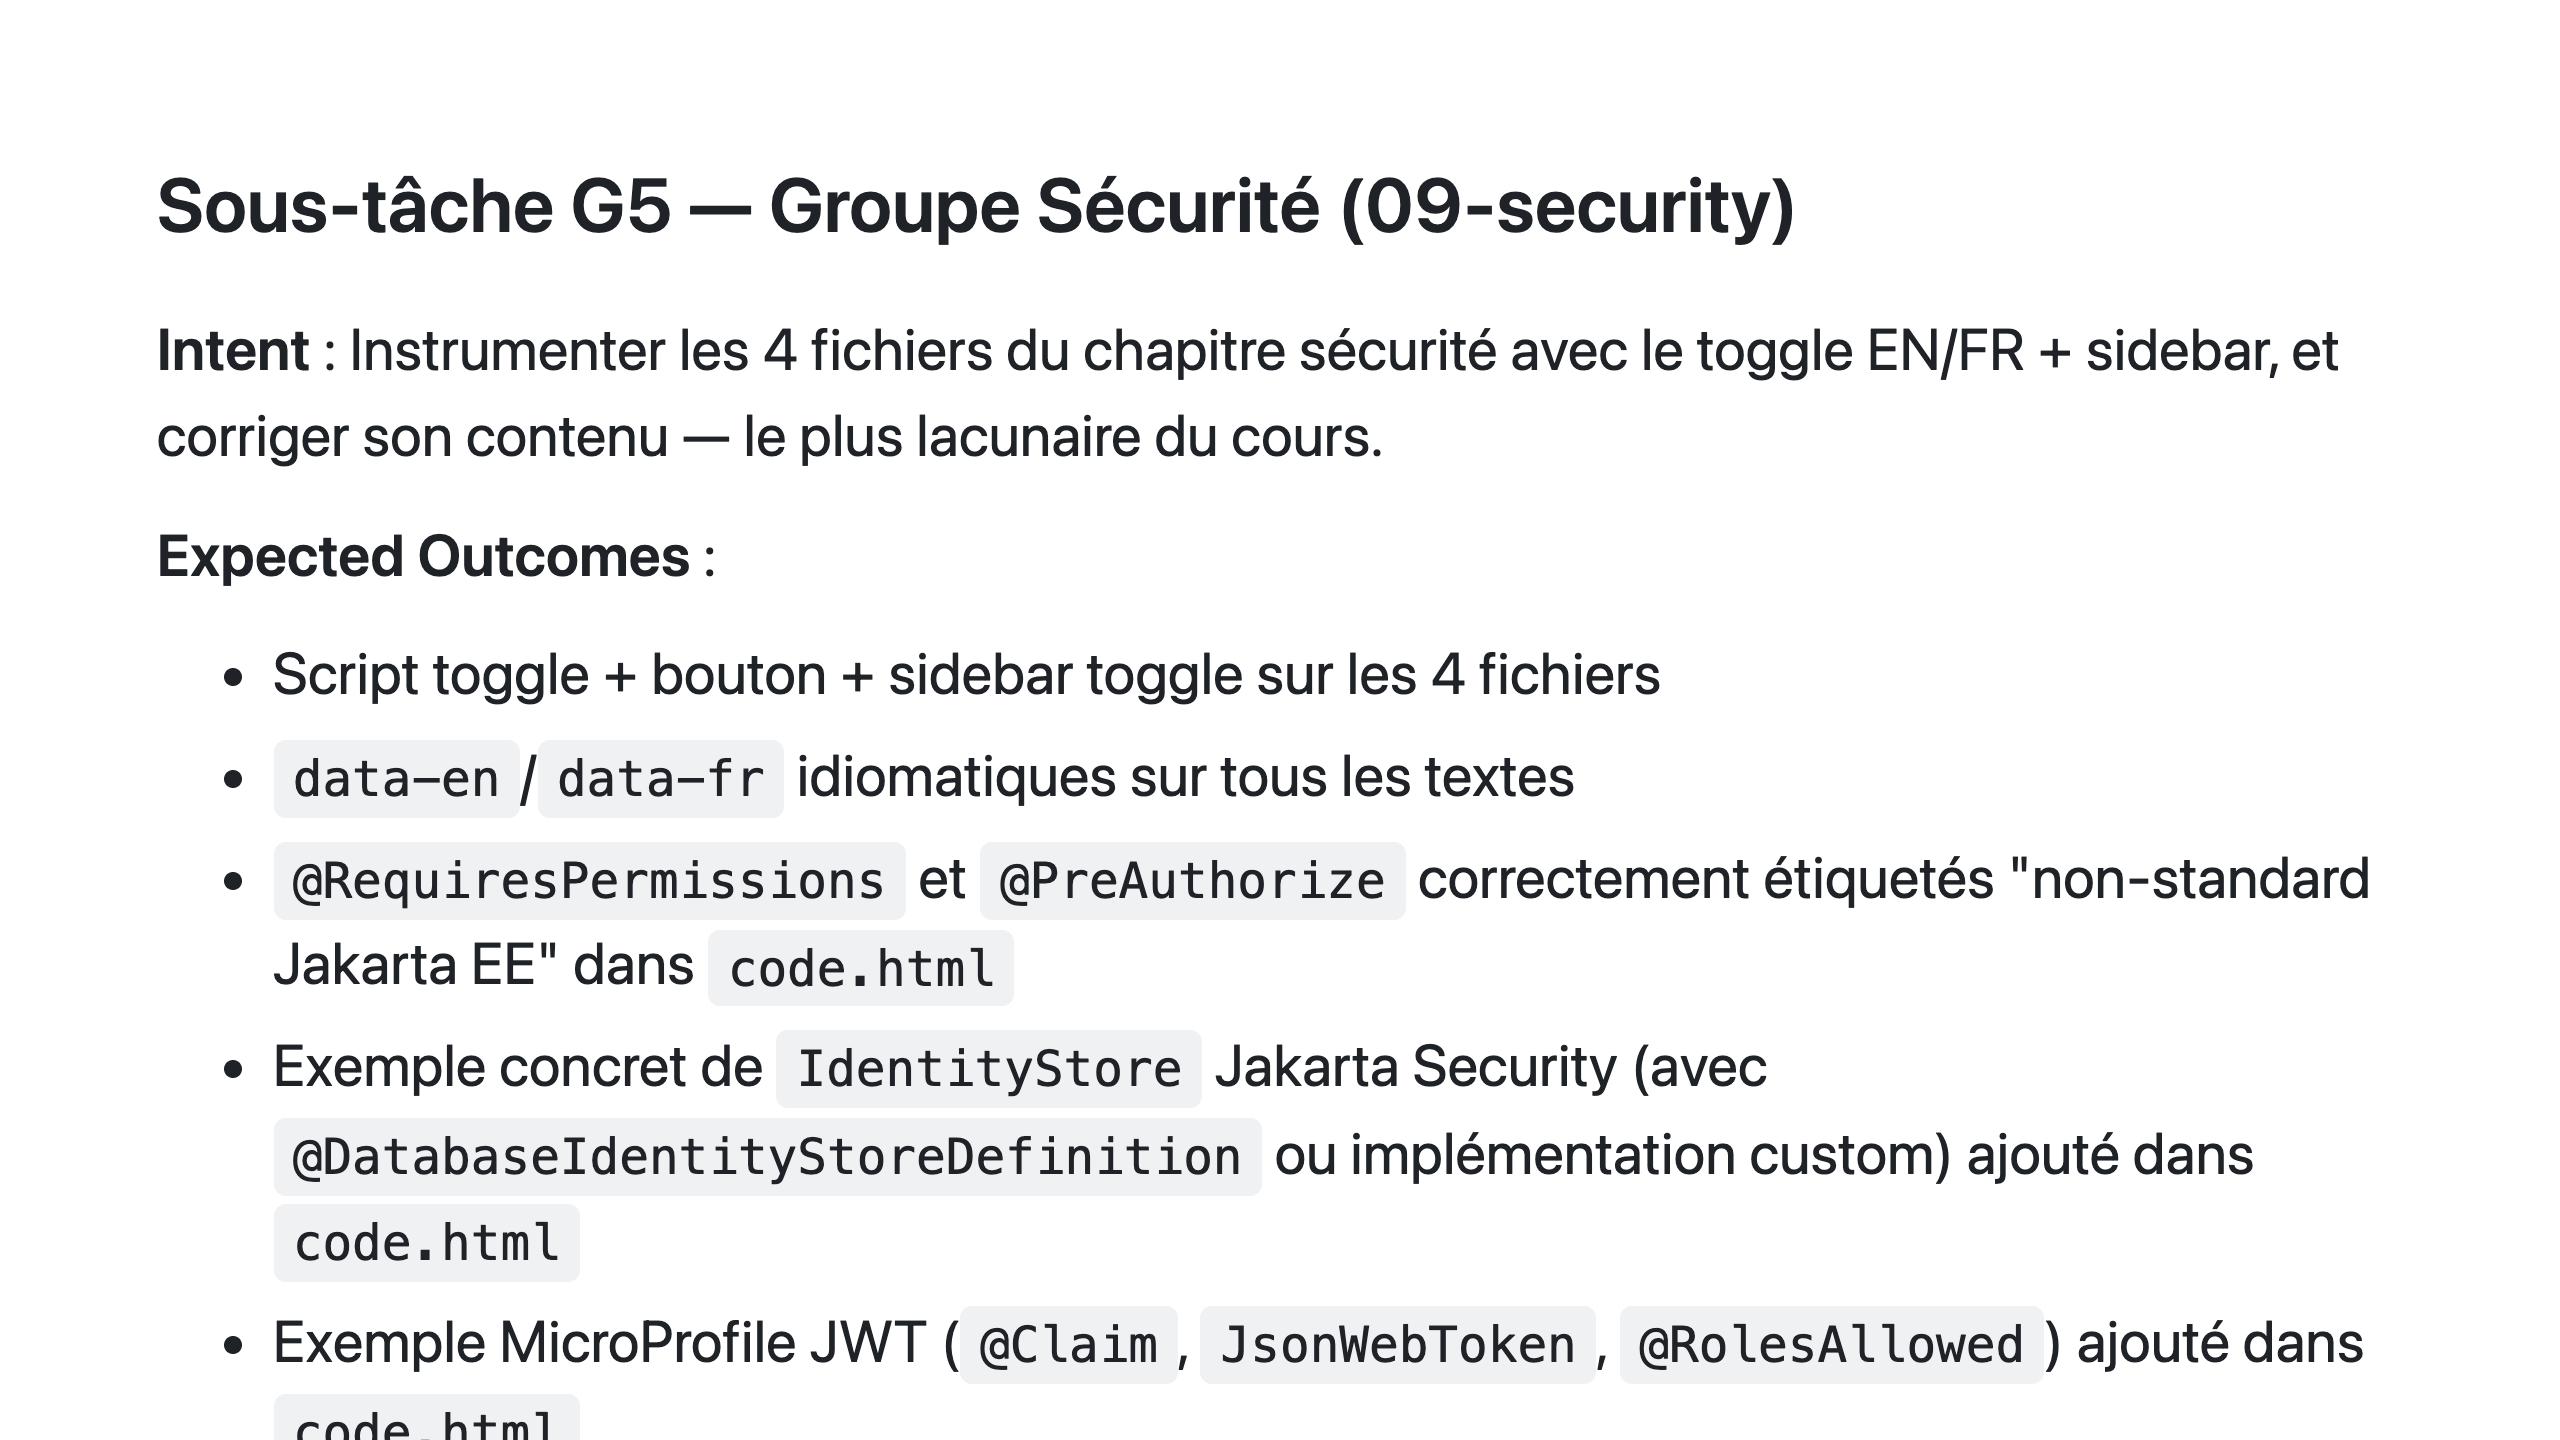 Sous-tâche G5 — Groupe Sécurité (09-security)
Intent : Instrumenter les 4 fichiers du chapitre sécurité avec le toggle EN/FR + sidebar, et
corriger son contenu — le plus lacunaire du cours.
Expected Outcomes :
• Script toggle + bouton + sidebar toggle sur les 4 fichiers
• data-en/data-fr idiomatiques sur tous les textes
• @RequiresPermissions et @PreAuthorize correctement étiquetés "non-standard
Jakarta EE" dans code.html
• Exemple concret de IdentityStore Jakarta Security (avec
@DatabaseIdentityStoreDefinition ou implémentation custom) ajouté dans
code.html
• Exemple MicroProfile JWT (@Claim, JsonWebToken, @RolesAllowed) ajouté dans
code.html